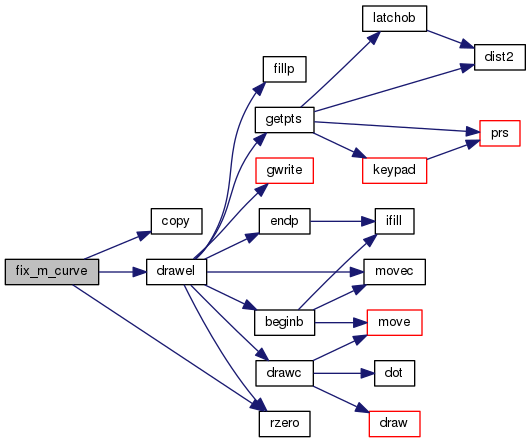 latchob
dist2
fillp
getpts
prs
gwrite
keypad
copy
endp
ifill
fix_m_curve
drawel
movec
beginb
move
drawc
dot
rzero
draw